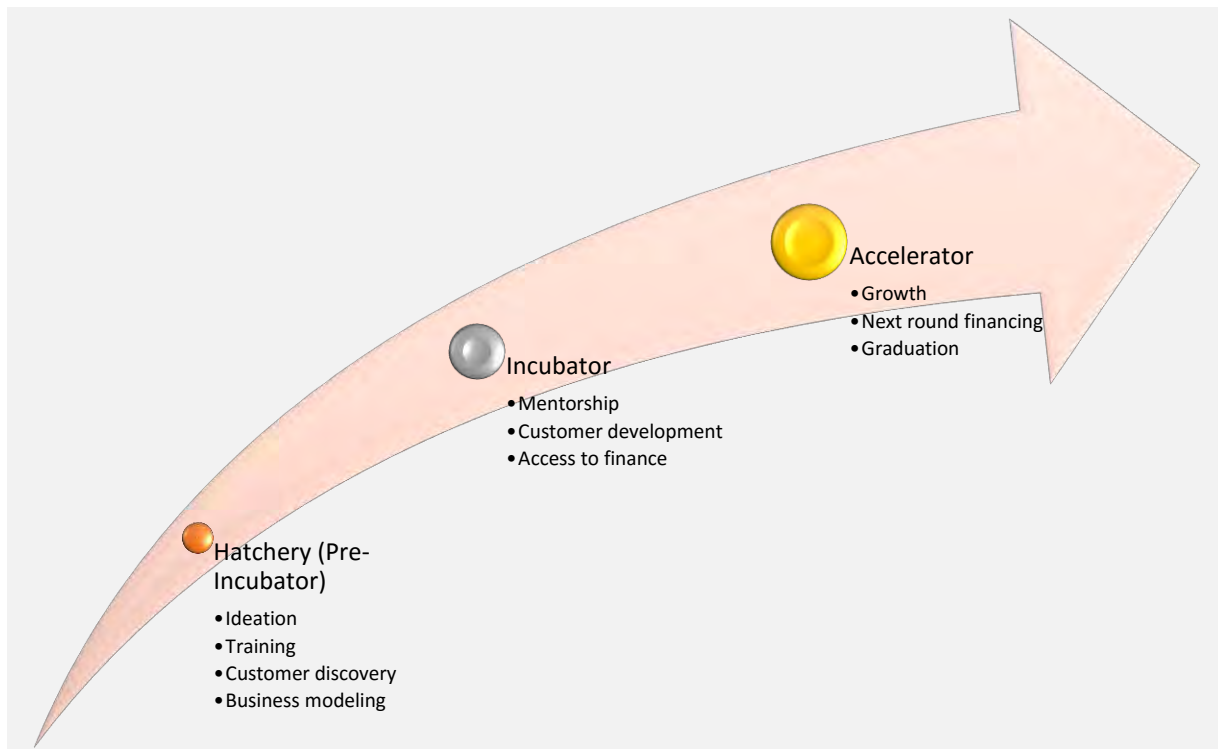 Accelerator
•Growth
•Next round financing
•Graduation
Incubator
•Mentorship
•Customer development
•Access to finance
Hatchery (Pre-
Incubator)
•Ideation
•Training
•Customer discovery
•Business modeling